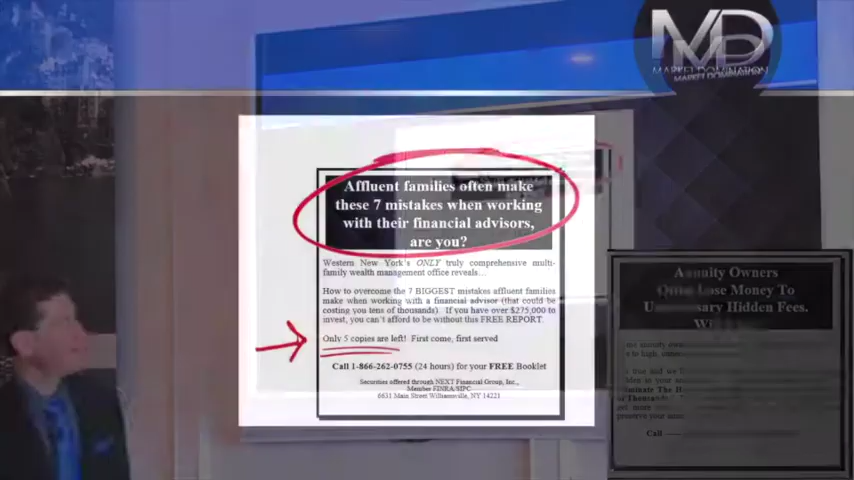 MD
MARKET DOMINATION
MARKET DOMINATION
Affluent families often make
these 7 mistakes when working
with their financial advisors,
are you?
Western New York's ONLY truly comprehensive multi-
family wealth management office reveals...
How to overcome the 7 BIGGEST mistakes affluent families
make when working with a financial advisor (that could be
costing you tens of thousands). If you have over $275,000 to
invest, you can't afford to be without this FREE REPORT.
Only 5 copies are left! First come, first served
Call 1-866-262-0755 (24 hours) for your FREE Booklet
Securities offered through NEXT Financial Group, Inc.,
Member FINRA/SIPC
6631 Main Street Williamsville, NY 14221
Annuity Owners
Often Lose Money To
Unnecessary Hidden Fees.
Call